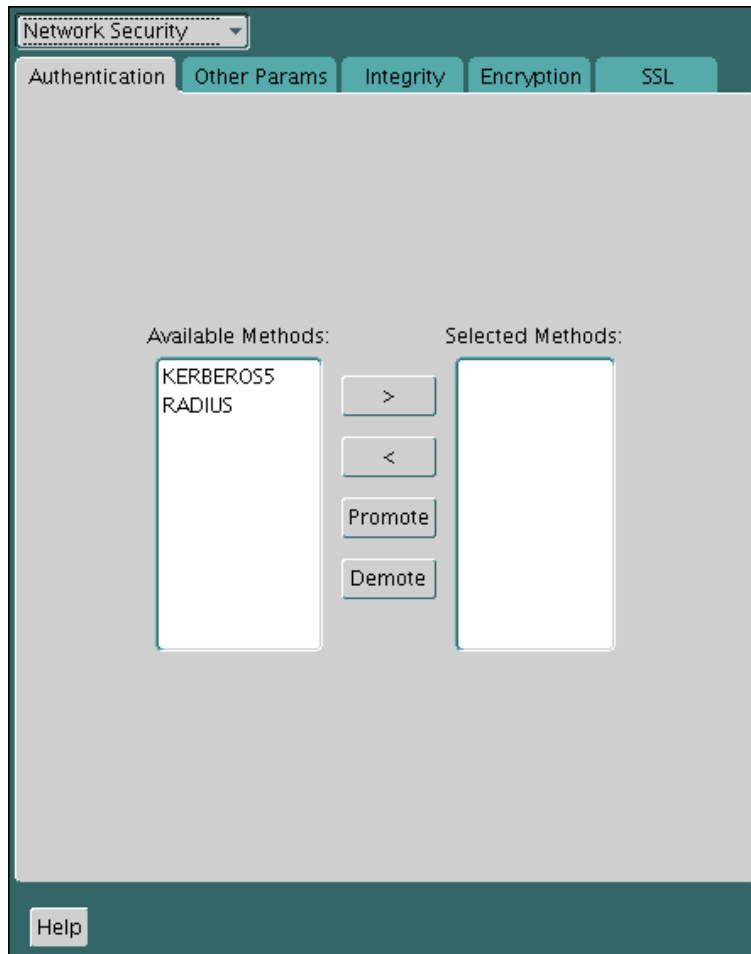 Network Security
Authentication Other Params Integrity Encryption SSL
Available Methods: Selected Methods:
KERBEROS5
RADIUS
>
<
Promote
Demote
Help